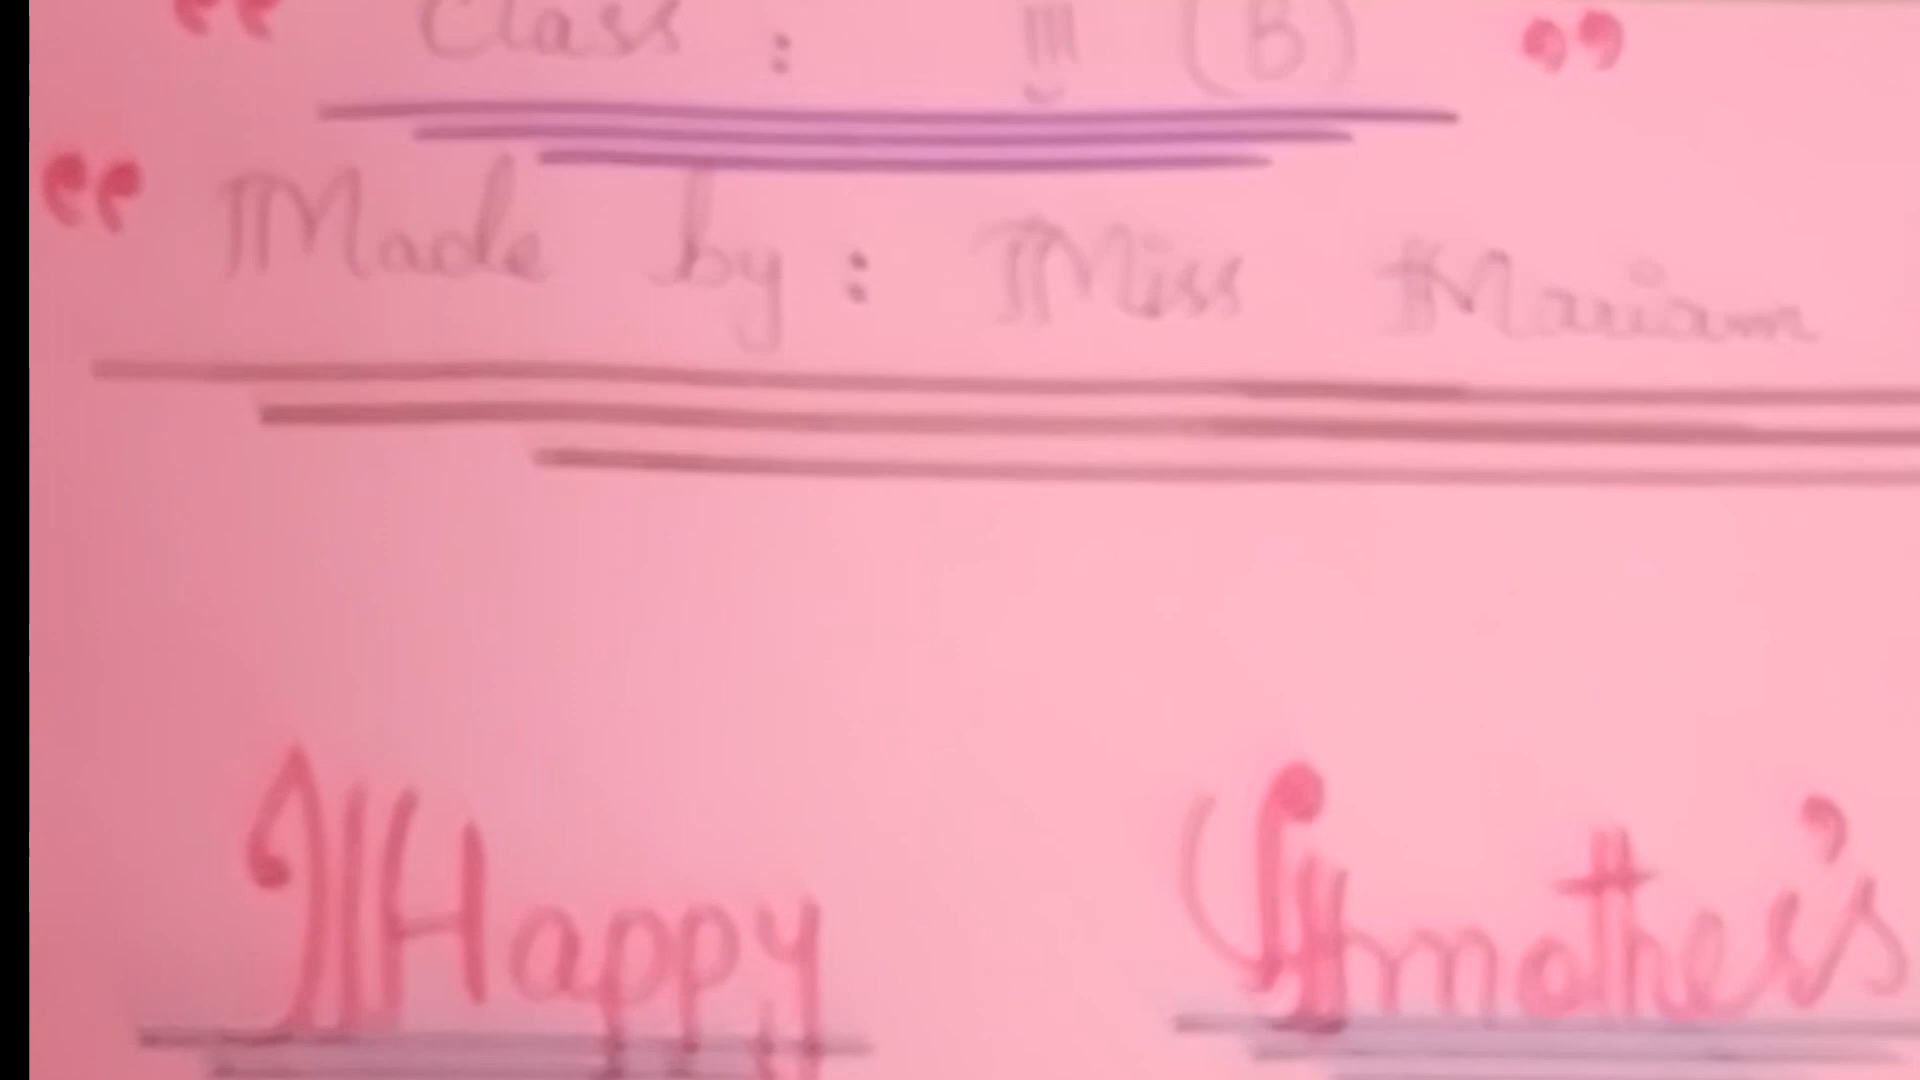 “ Class : III (B) ”
“ Made by : Miss Mariam
Happy mother's